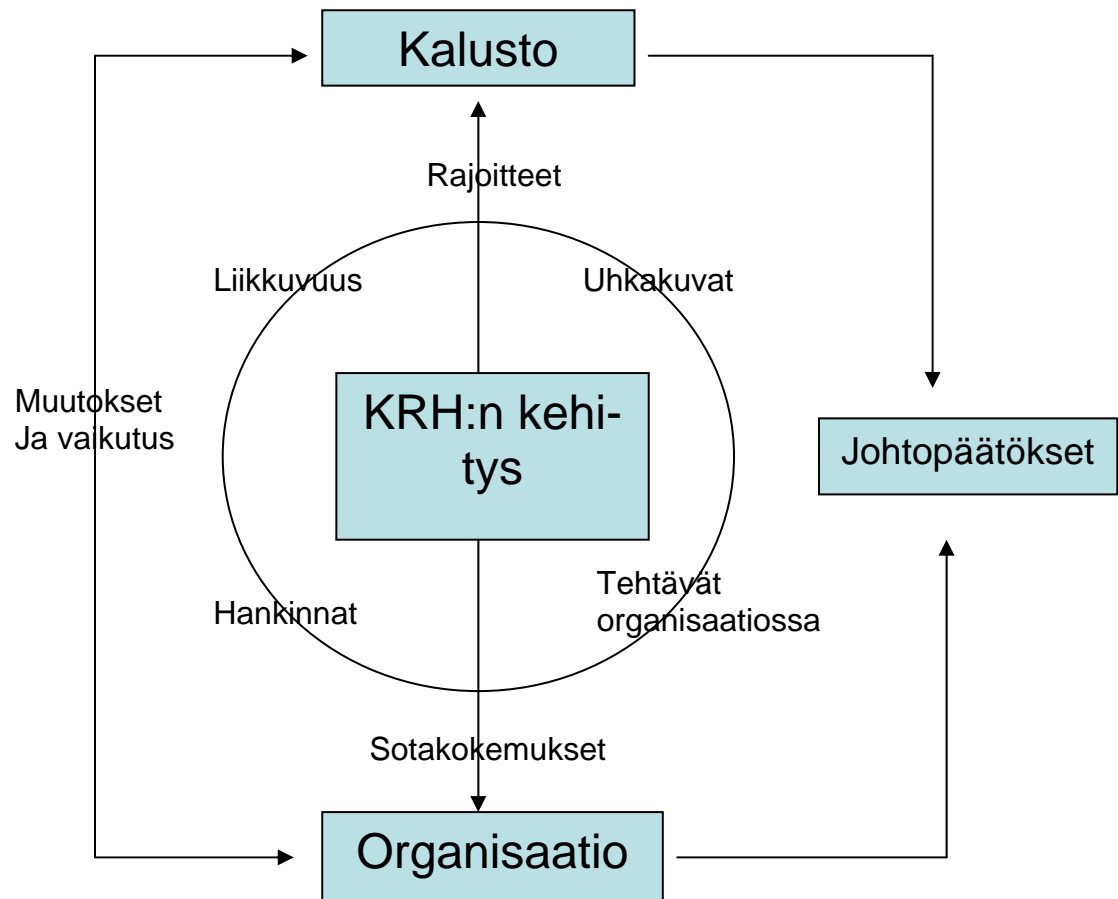 Kalusto
Rajoitteet
Liikkuvuus
Uhkakuvat
Muutokset
Ja vaikutus
KRH:n kehi-
tys
Johtopäätökset
Hankinnat
Tehtävät
organisaatiossa
Sotakokemukset
Organisaatio